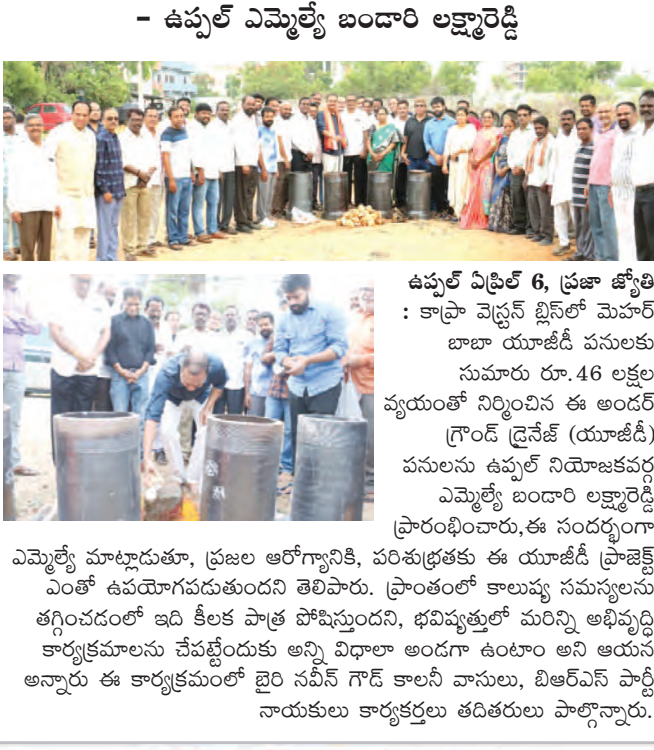 - ఉప్పల్ ఎమ్మెల్యే బండారి లక్ష్మారెడ్డి
ఉప్పల్ ఏప్రిల్ 6, ప్రజా జ్యోతి
: కాప్రా వెస్ట్రన్ బ్లిస్‌లో మెహర్
బాబా యూజీడీ పనులకు
సుమారు రూ.46 లక్షల
వ్యయంతో నిర్మించిన ఈ అండర్
గ్రౌండ్ డ్రైనేజ్ (యూజీడీ)
పనులను ఉప్పల్ నియోజకవర్గ
ఎమ్మెల్యే బండారి లక్ష్మారెడ్డి
ప్రారంభించారు,ఈ సందర్భంగా
ఎమ్మెల్యే మాట్లాడుతూ, ప్రజల ఆరోగ్యానికి, పరిశుభ్రతకు ఈ యూజీడీ ప్రాజెక్ట్
ఎంతో ఉపయోగపడుతుందని తెలిపారు. ప్రాంతంలో కాలుష్య సమస్యలను
తగ్గించడంలో ఇది కీలక పాత్ర పోషిస్తుందని, భవిష్యత్తులో మరిన్ని అభివృద్ధి
కార్యక్రమాలను చేపట్టేందుకు అన్ని విధాలా అండగా ఉంటాం అని ఆయన
అన్నారు ఈ కార్యక్రమంలో బైరి నవీన్ గౌడ్ కాలనీ వాసులు, బిఆర్ఎస్ పార్టీ
నాయకులు కార్యకర్తలు తదితరులు పాల్గొన్నారు.